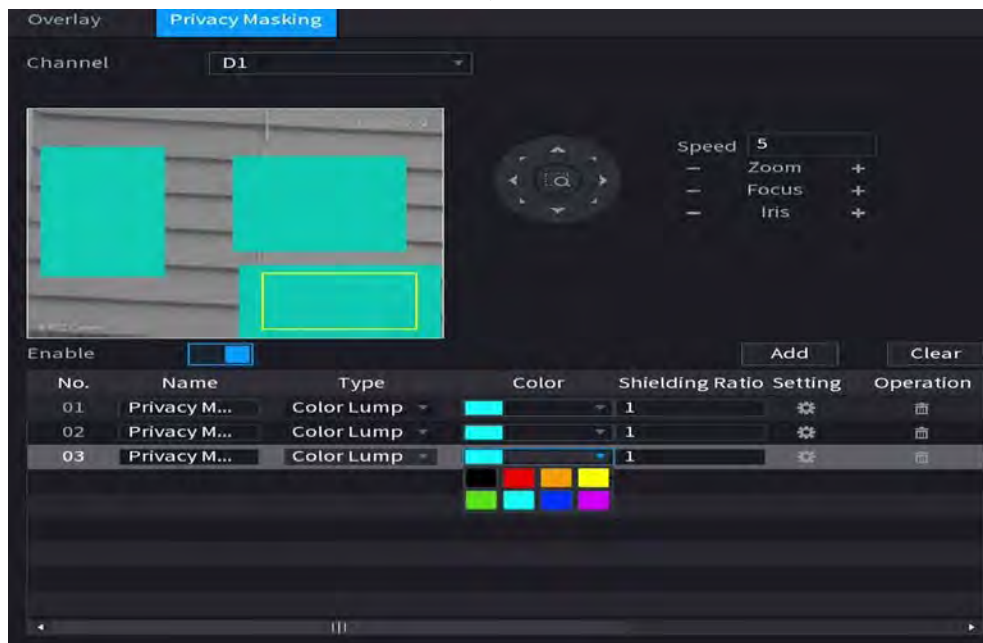 Overlay Privacy Masking
Channel D1
Speed 5
Zoom
Focus
Iris
Enable Add Clear
No. Name Type Color Shielding Ratio Setting Operation
01 Privacy M... Color Lump 1
02 Privacy M... Color Lump 1
03 Privacy M... Color Lump 1